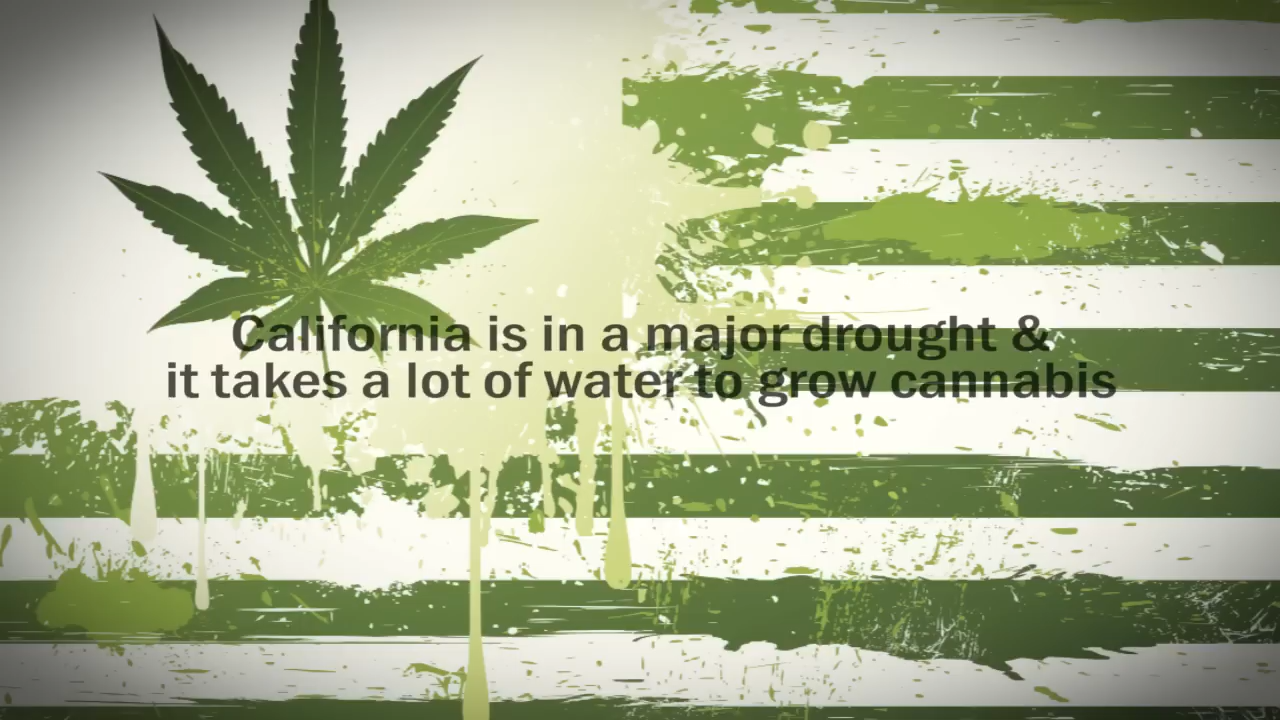 California is in a major drought &
it takes a lot of water to grow cannabis